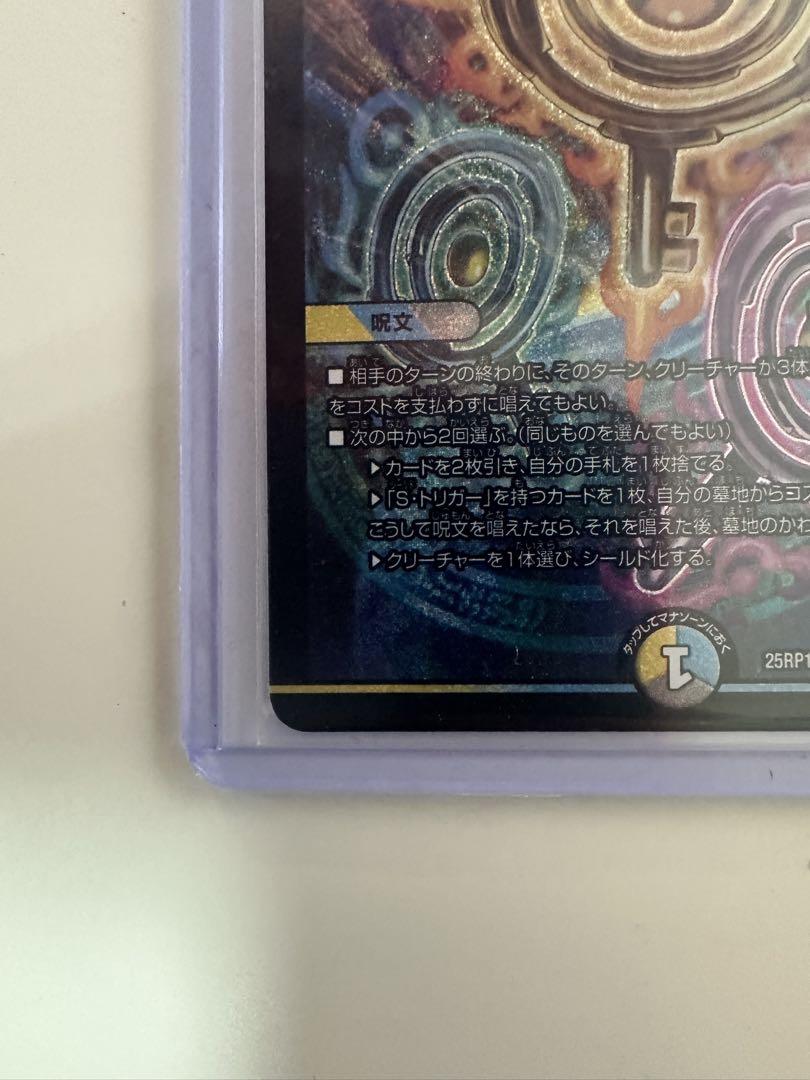 呪文
■相手のターンの終わりに、そのターン、クリーチャーが3体
をコストを支払わずに唱えてもよい。
■次の中から2回選ぶ。(同じものを選んでもよい)
▶カードを2枚引き、自分の手札を1枚捨てる。
▶「S・トリガー」を持つカードを1枚、自分の墓地からコス
こうして呪文を唱えたなら、それを唱えた後、墓地のかわ
▶クリーチャーを1体選び、シールド化する。
タップしてマナゾーンにおく
1
25RP1